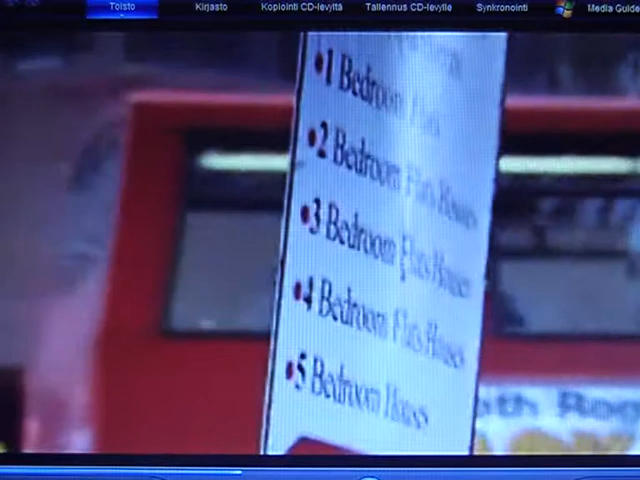 Toisto Kirjasto Kopiointi CD-levyltä Tallennus CD-levylle Synkronointi Media Guide
1 Bedroom Flats
2 Bedroom Flats Houses
3 Bedroom Flats Houses
4 Bedroom Flats Houses
5 Bedroom Houses